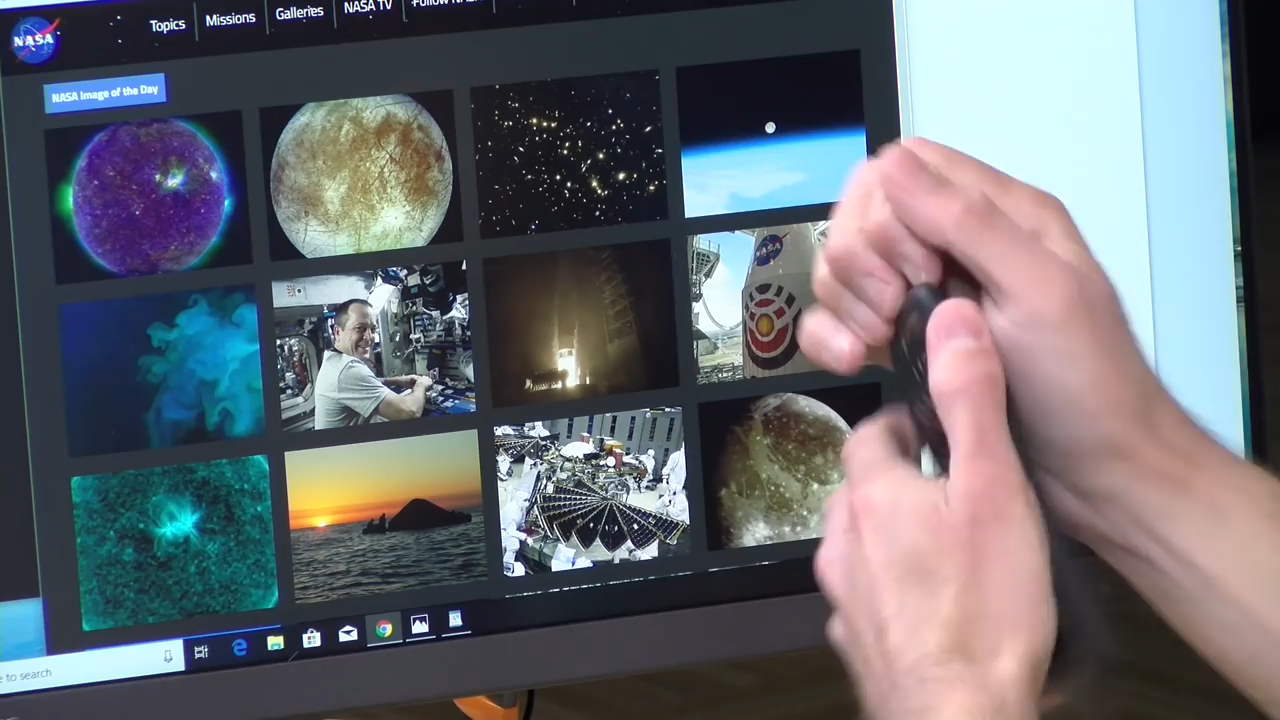 NASA
Topics
Missions
Galleries
NASA TV
NASA Image of the Day
NASA
e to search